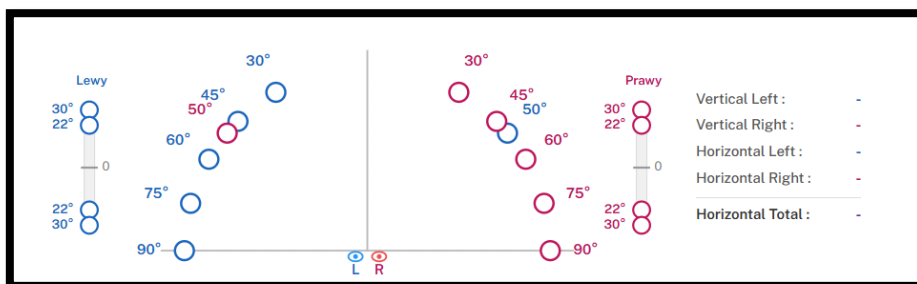 Lewy
30°
22°
0
22°
30°
30°
45°
50°
60°
75°
90°
L R
30°
45°
50°
60°
75°
90°
Prawy
30°
22°
0
22°
30°
Vertical Left : -
Vertical Right : -
Horizontal Left : -
Horizontal Right : -
Horizontal Total : -